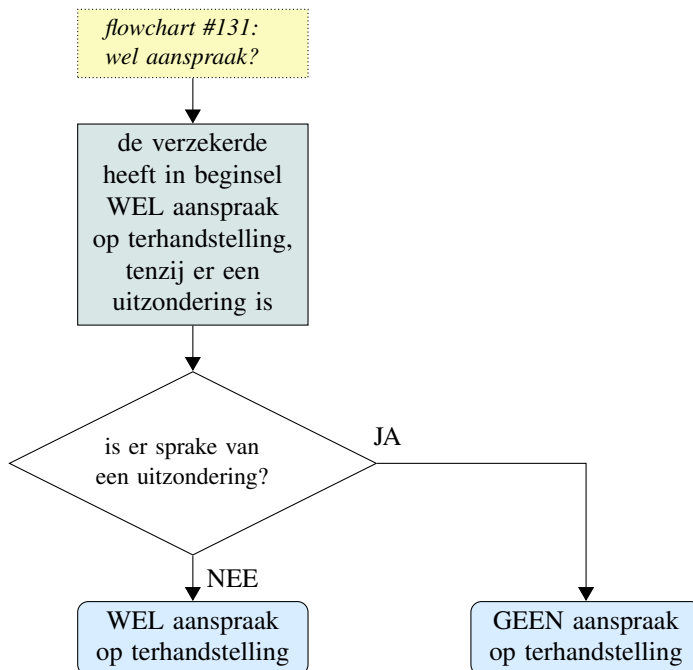 flowchart #131:
wel aanspraak?
de verzekerde
heeft in beginsel
WEL aanspraak
op terhandstelling,
tenzij er een
uitzondering is
is er sprake van
een uitzondering?
JA
NEE
WEL aanspraak
op terhandstelling
GEEN aanspraak
op terhandstelling